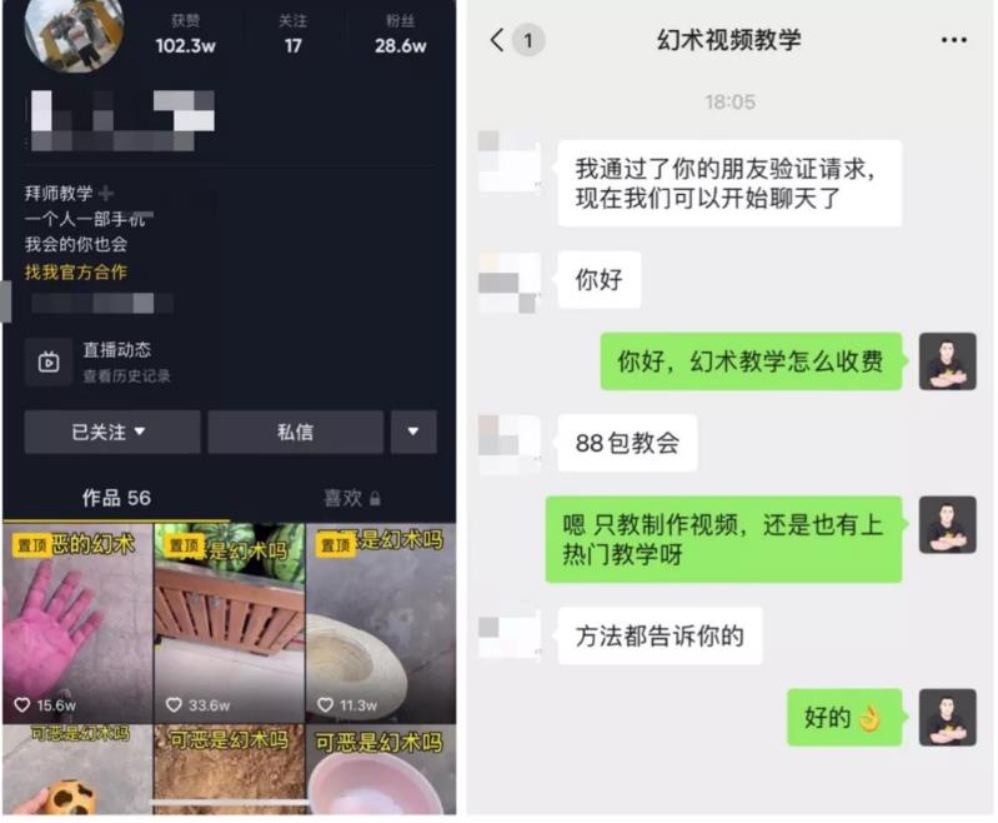 获赞
关注
粉丝
102.3w
17
28.6w
拜师教学
一个人一部手机
我会的你也会
找我官方合作
直播动态
查看历史记录
已关注
私信
作品 56
喜欢
置顶
恶的幻术
置顶
恶是幻术吗
置顶
恶是幻术吗
15.6w
33.6w
11.3w
可恶是幻术吗
可恶是幻术吗
可恶是幻术吗
1
幻术视频教学
18:05
我通过了你的朋友验证请求，
现在我们可以开始聊天了
你好
你好，幻术教学怎么收费
88包教会
嗯 只教制作视频，还是也有上
热门教学呀
方法都告诉你的
好的👌